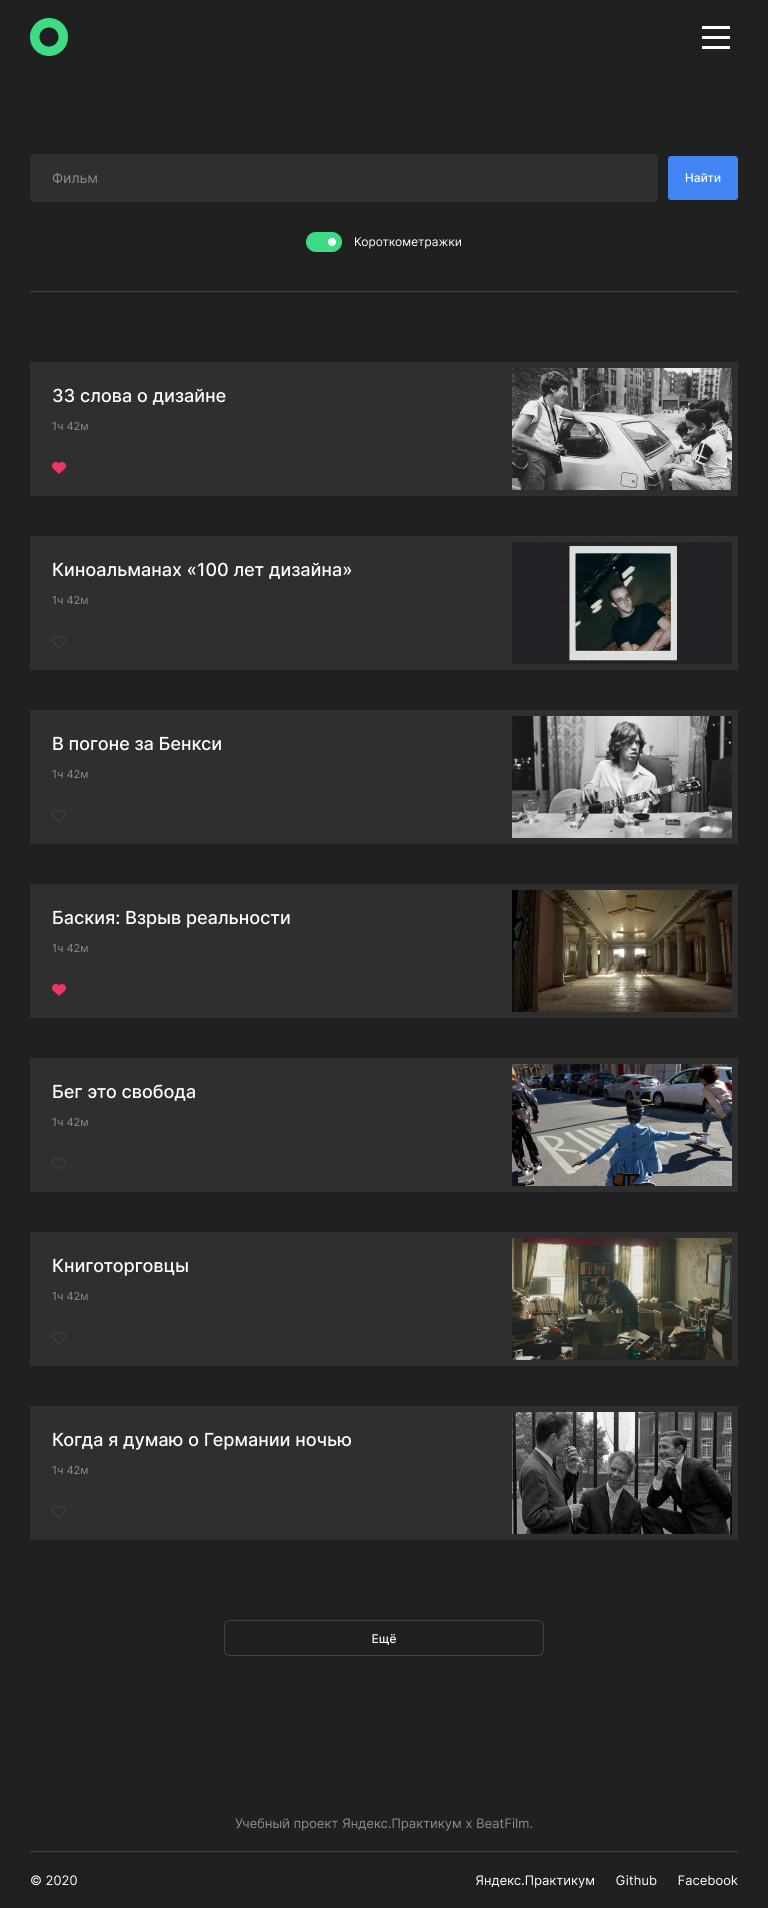 Фильм
Найти
Короткометражки
33 слова о дизайне
1ч 42м
Киноальманах «100 лет дизайна»
1ч 42м
В погоне за Бенкси
1ч 42м
Баския: Взрыв реальности
1ч 42м
Бег это свобода
1ч 42м
Книготорговцы
1ч 42м
Когда я думаю о Германии ночью
1ч 42м
Ещё
Учебный проект Яндекс.Практикум х BeatFilm.
© 2020 Яндекс.Практикум Github Facebook